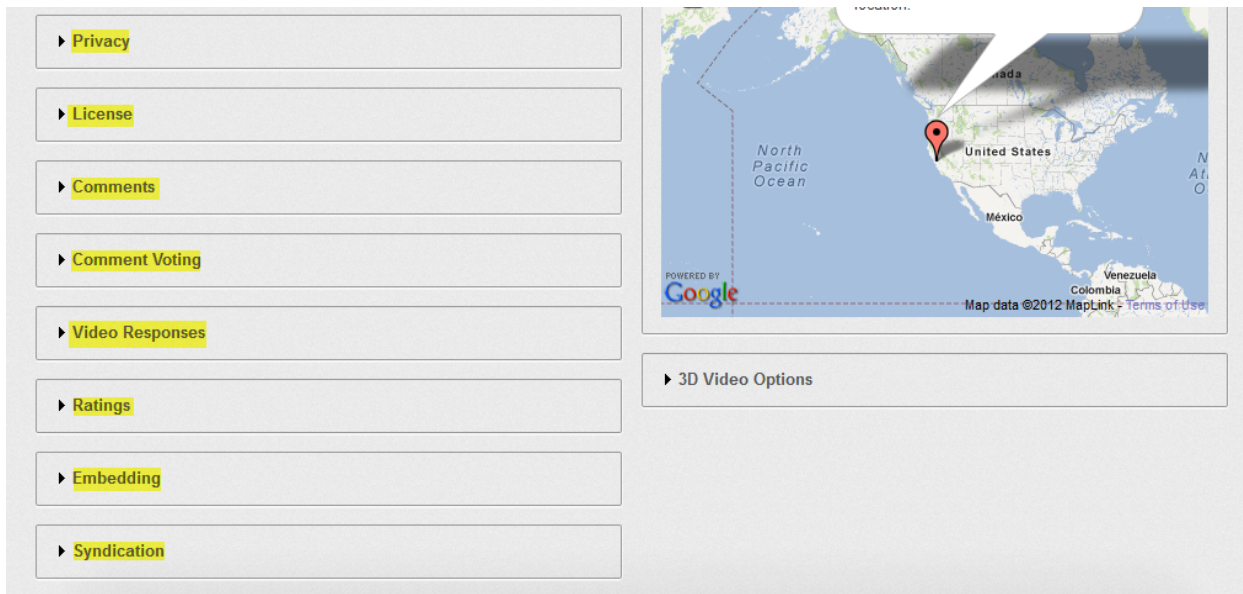 Privacy
License
Comments
Comment Voting
Video Responses
Ratings
Embedding
Syndication
North
Pacific
Ocean
United States
México
Venezuela
Colombia
POWERED BY
Google
Map data ©2012 MapLink - Terms of Use
3D Video Options